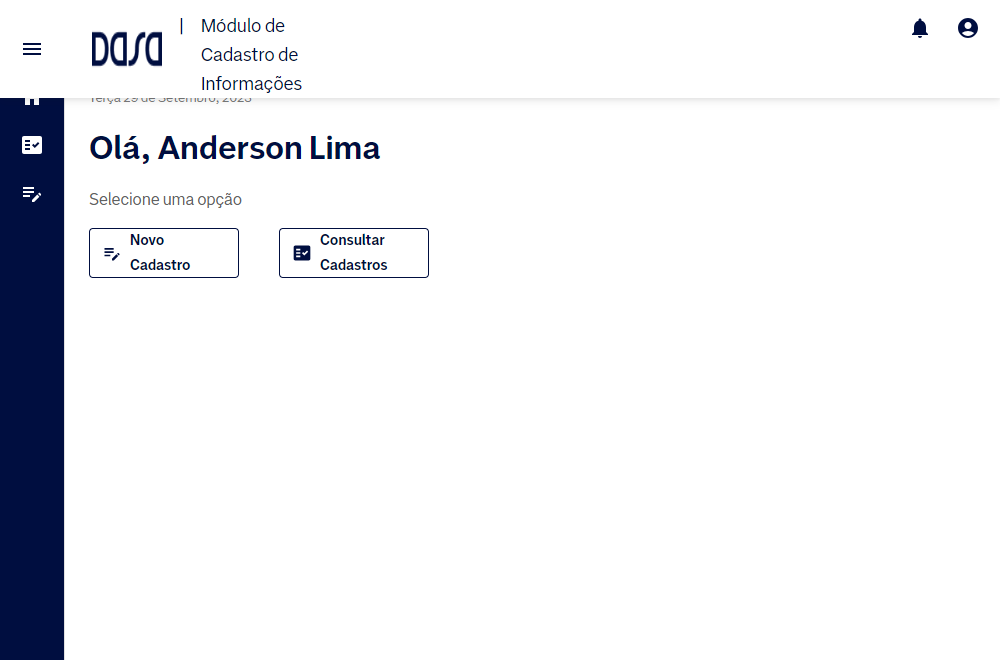 DASA
|
Módulo de
Cadastro de
Informações
Terça 29 de Setembro, 2023
Olá, Anderson Lima
Selecione uma opção
Novo
Cadastro
Consultar
Cadastros